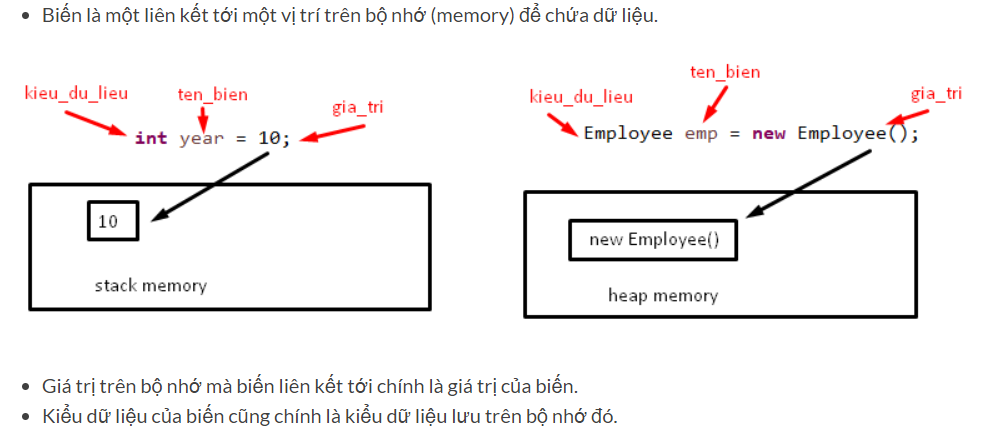 Biến là một liên kết tới một vị trí trên bộ nhớ (memory) để chứa dữ liệu.
kieu_du_lieu
ten_bien
gia_tri
int year = 10;
10
stack memory
ten_bien
kieu_du_lieu
gia_tri
Employee emp = new Employee();
new Employee()
heap memory
Giá trị trên bộ nhớ mà biến liên kết tới chính là giá trị của biến.
Kiểu dữ liệu của biến cũng chính là kiểu dữ liệu lưu trên bộ nhớ đó.